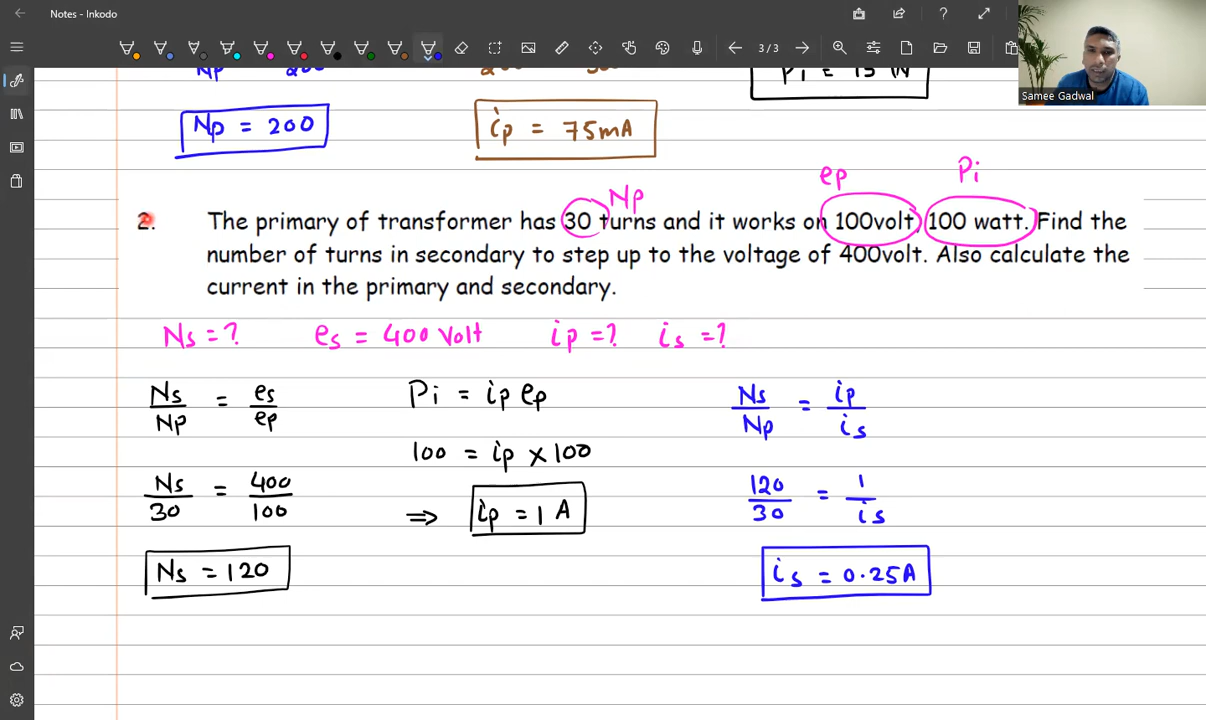 Notes - Inkodo
3/3
Samee Gadwal
Np
Pi = 15 W
Np = 200
ip = 75mA
Np
ep
Pi
2. The primary of transformer has 30 turns and it works on 100volt, 100 watt. Find the
number of turns in secondary to step up to the voltage of 400volt. Also calculate the
current in the primary and secondary.
Ns = ? es = 400 Volt ip = ? is = ?
Ns/Np = es/ep
Pi = ip ep
Ns/Np = ip/is
Ns/30 = 400/100
100 = ip × 100
120/30 = 1/is
⇒ ip = 1 A
Ns = 120
is = 0.25A